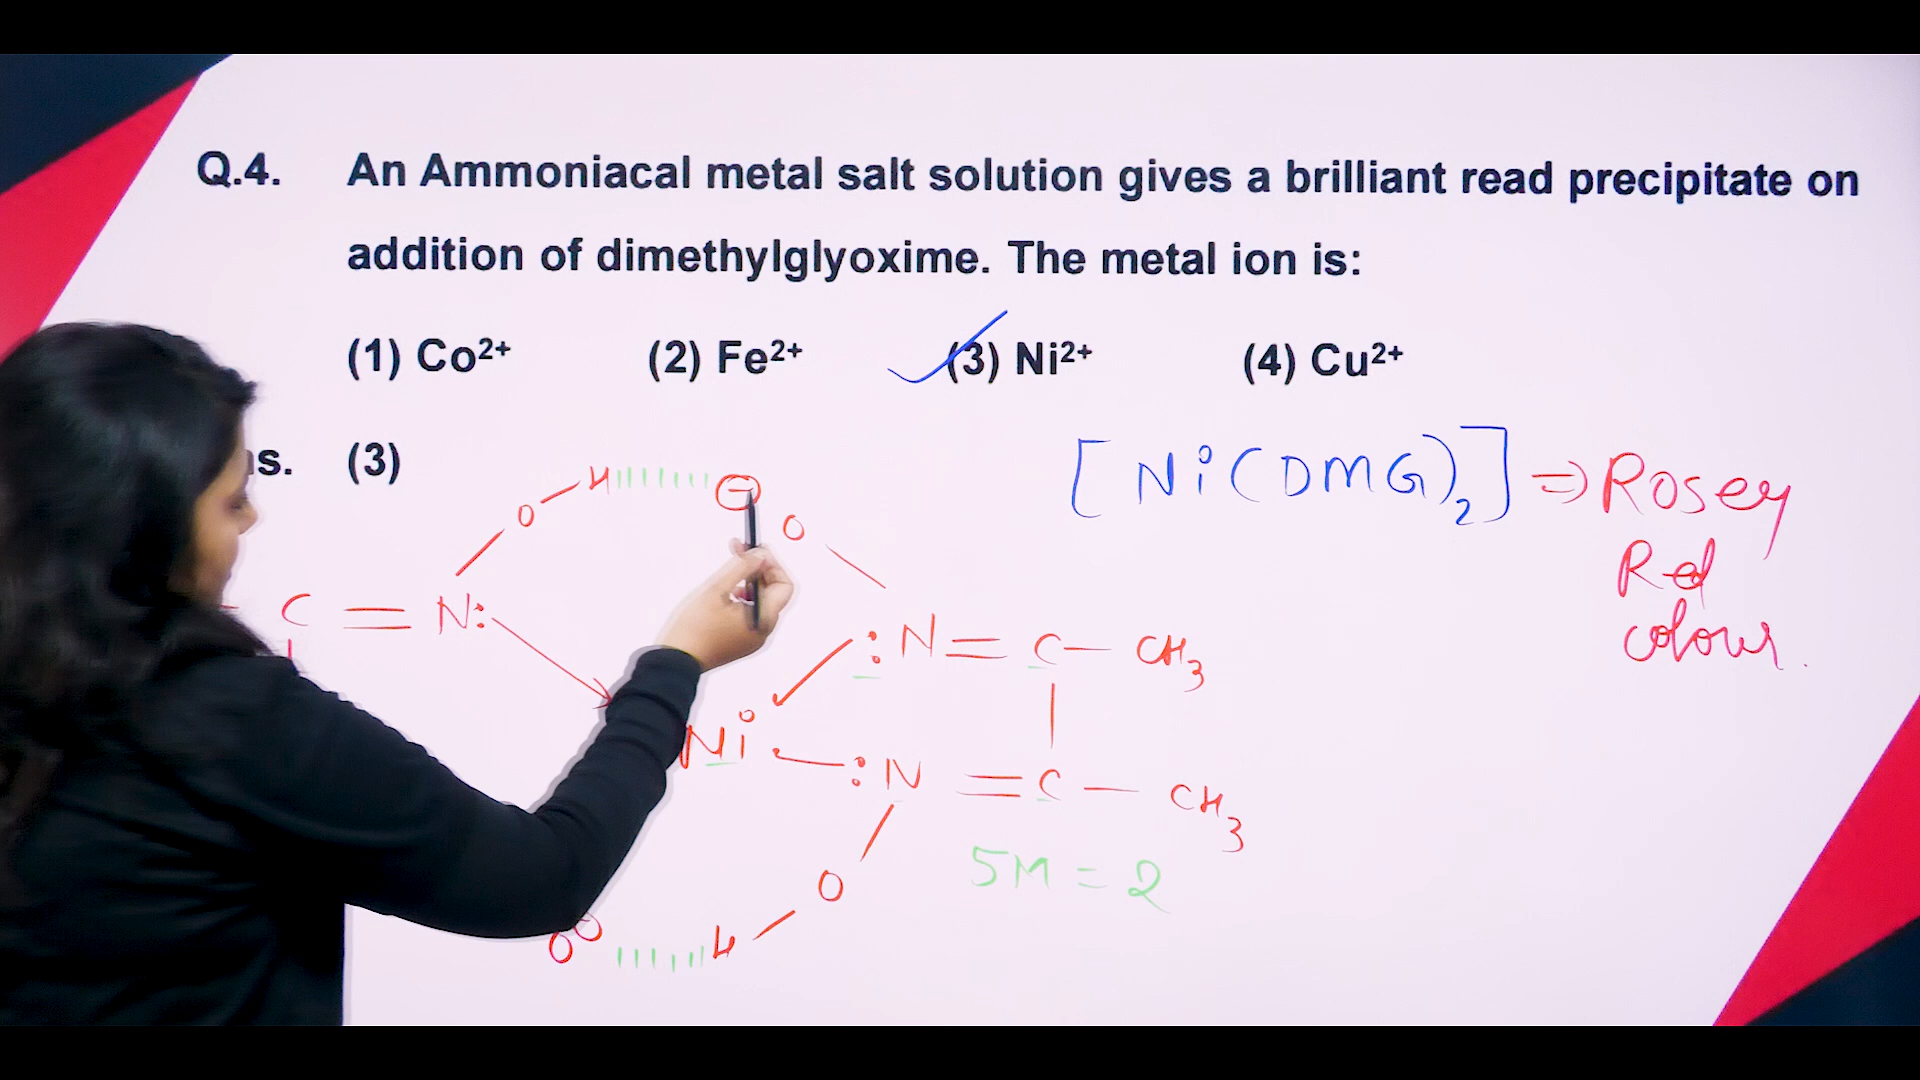 Q.4. An Ammoniacal metal salt solution gives a brilliant read precipitate on
addition of dimethylglyoxime. The metal ion is:
(1) Co²⁺ (2) Fe²⁺ (3) Ni²⁺ (4) Cu²⁺
s. (3)
[Ni(DMG)₂] ⇒ Rosey
Red
colour.
O — H ⊖
O
C = N: :N = C — CH₃
Ni :N = C — CH₃
O
5M = 2
O H